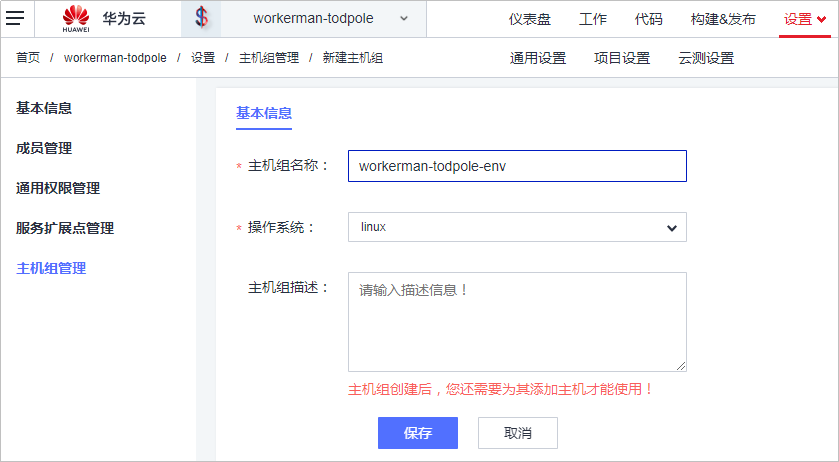 HUAWEI 华为云 workerman-todpole 仪表盘 工作 代码 构建&发布 设置
首页 / workerman-todpole / 设置 / 主机组管理 / 新建主机组 通用设置 项目设置 云测设置
基本信息
成员管理
通用权限管理
服务扩展点管理
主机组管理
基本信息
* 主机组名称： workerman-todpole-env
* 操作系统： linux
主机组描述： 请输入描述信息！
主机组创建后，您还需要为其添加主机才能使用！
保存 取消